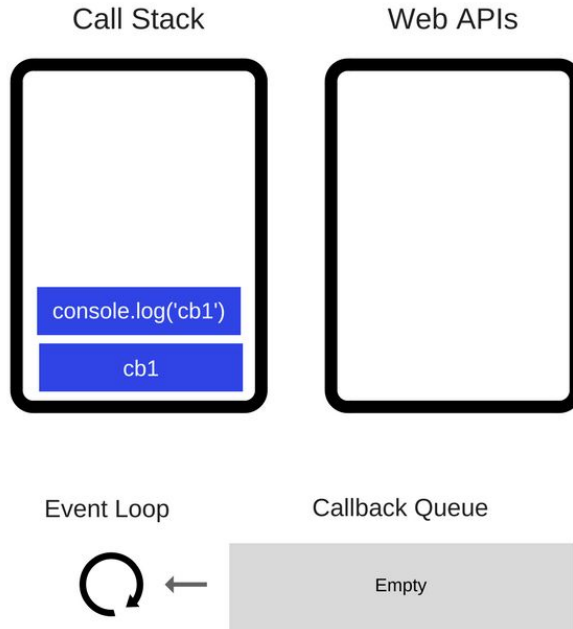 Call Stack
Web APIs
console.log('cb1')
cb1
Event Loop
Callback Queue
Empty